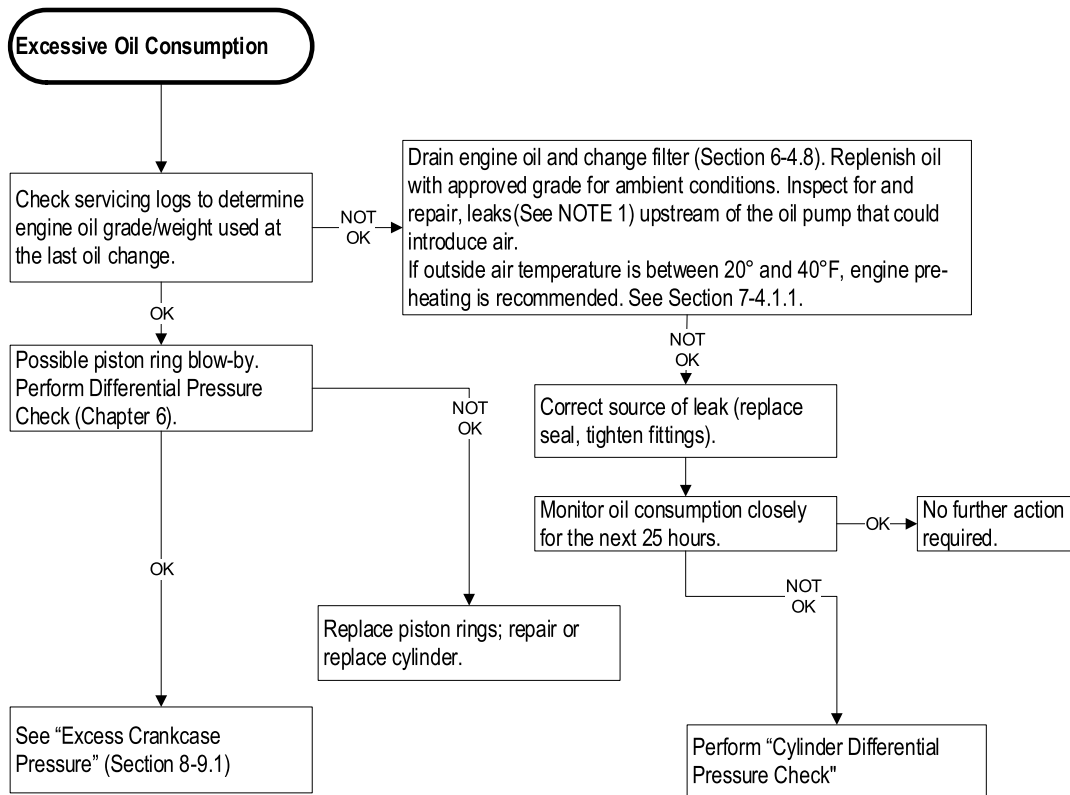 Excessive Oil Consumption
Check servicing logs to determine
engine oil grade/weight used at
the last oil change.
NOT
OK
Drain engine oil and change filter (Section 6-4.8). Replenish oil
with approved grade for ambient conditions. Inspect for and
repair, leaks(See NOTE 1) upstream of the oil pump that could
introduce air.
If outside air temperature is between 20° and 40°F, engine pre-
heating is recommended. See Section 7-4.1.1.
OK
NOT
OK
Possible piston ring blow-by.
Perform Differential Pressure
Check (Chapter 6).
NOT
OK
Correct source of leak (replace
seal, tighten fittings).
Monitor oil consumption closely
for the next 25 hours.
OK
No further action
required.
OK
NOT
OK
Replace piston rings; repair or
replace cylinder.
See “Excess Crankcase
Pressure” (Section 8-9.1)
Perform “Cylinder Differential
Pressure Check"